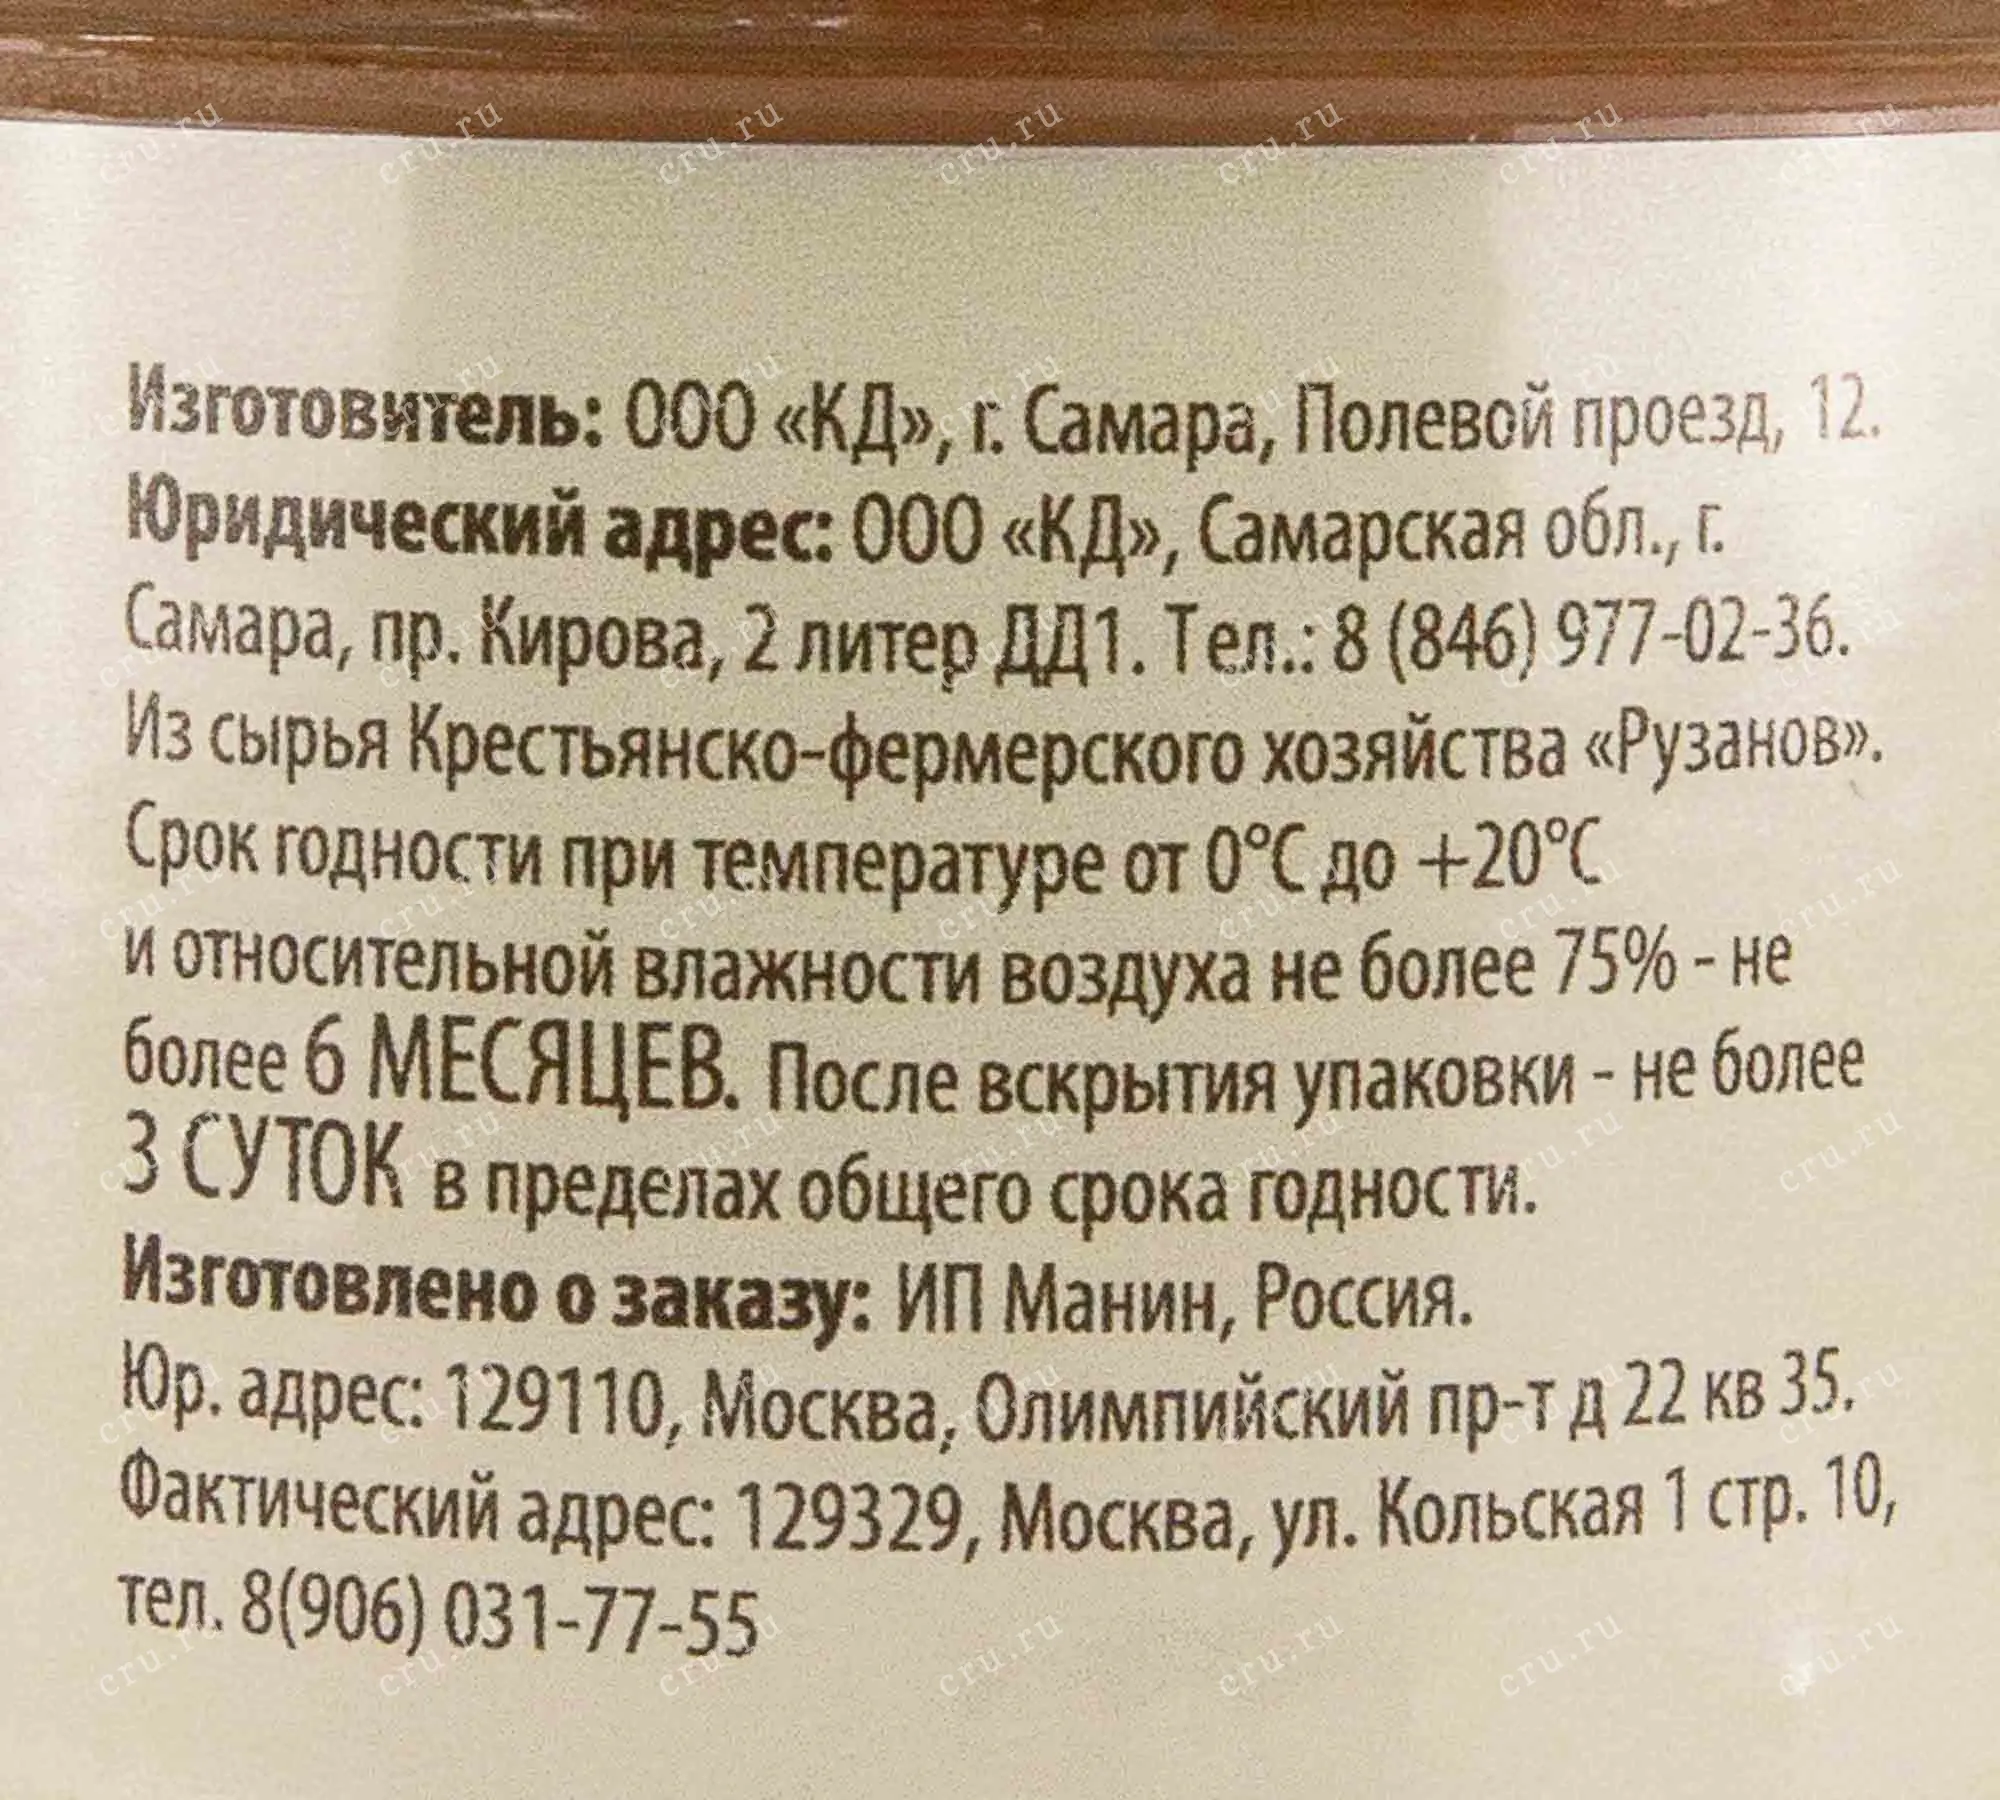 Изготовитель: ООО «КД», г. Самара, Полевой проезд, 12.
Юридический адрес: ООО «КД», Самарская обл., г.
Самара, пр. Кирова, 2 литер ДД1. Тел.: 8 (846) 977-02-36.
Из сырья Крестьянско-фермерского хозяйства «Рузанов».
Срок годности при температуре от 0°С до +20°С
и относительной влажности воздуха не более 75% - не
более 6 МЕСЯЦЕВ. После вскрытия упаковки - не более
3 СУТОК в пределах общего срока годности.
Изготовлено о заказу: ИП Манин, Россия.
Юр. адрес: 129110, Москва, Олимпийский пр-т д 22 кв 35.
Фактический адрес: 129329, Москва, ул. Кольская 1 стр. 10,
тел. 8(906) 031-77-55